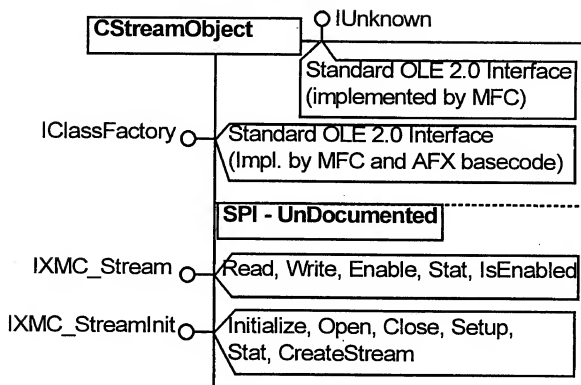 CStreamObject
IUnknown
Standard OLE 2.0 Interface
(implemented by MFC)
IClassFactory
Standard OLE 2.0 Interface
(Impl. by MFC and AFX basecode)
SPI - UnDocumented
IXMC_Stream
Read, Write, Enable, Stat, IsEnabled
IXMC_StreamInit
Initialize, Open, Close, Setup,
Stat, CreateStream